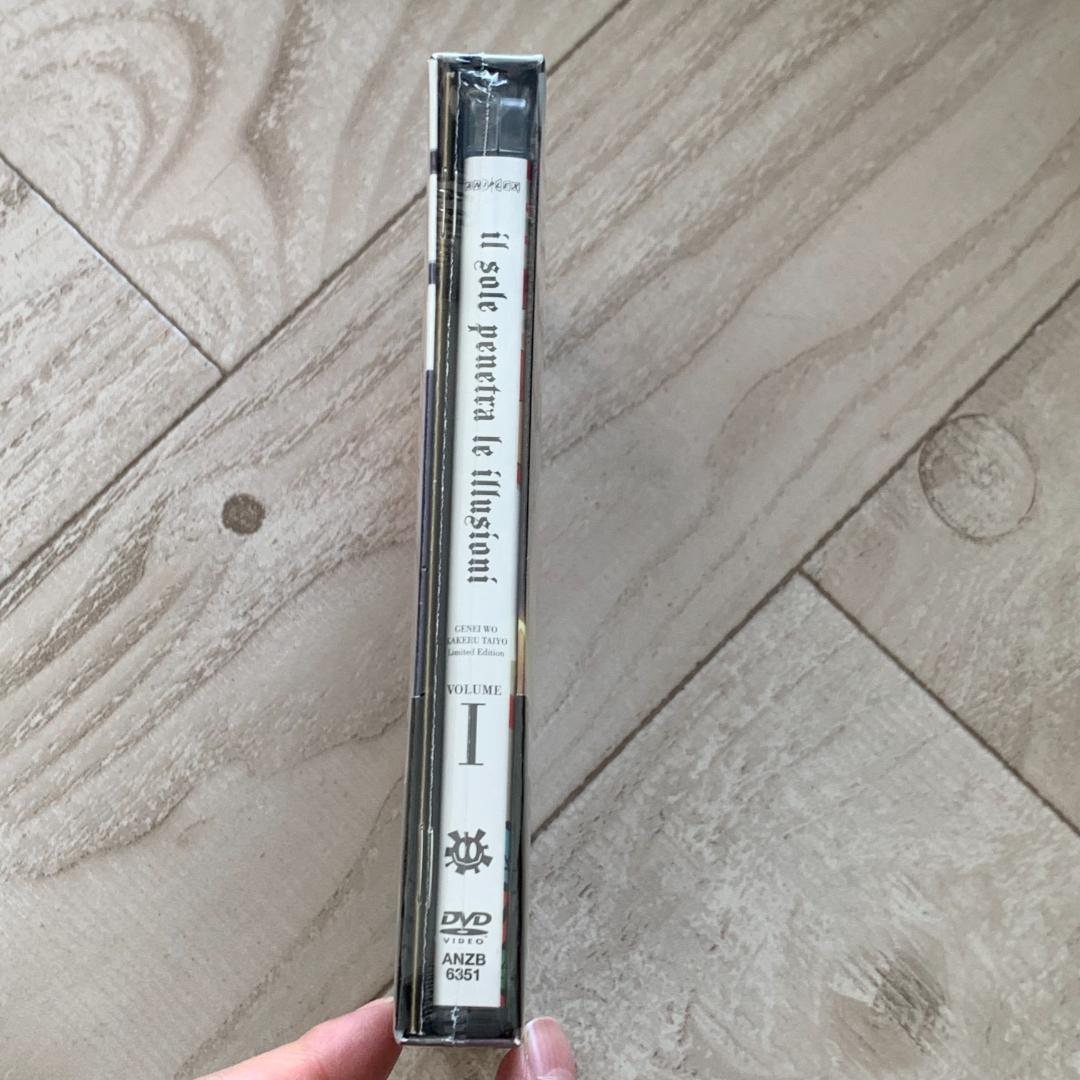 il sole penetra le illusioni
GENEI WO
KAKERU TAIYO
Limited Edition
VOLUME
I
DVD
VIDEO
ANZB
6351